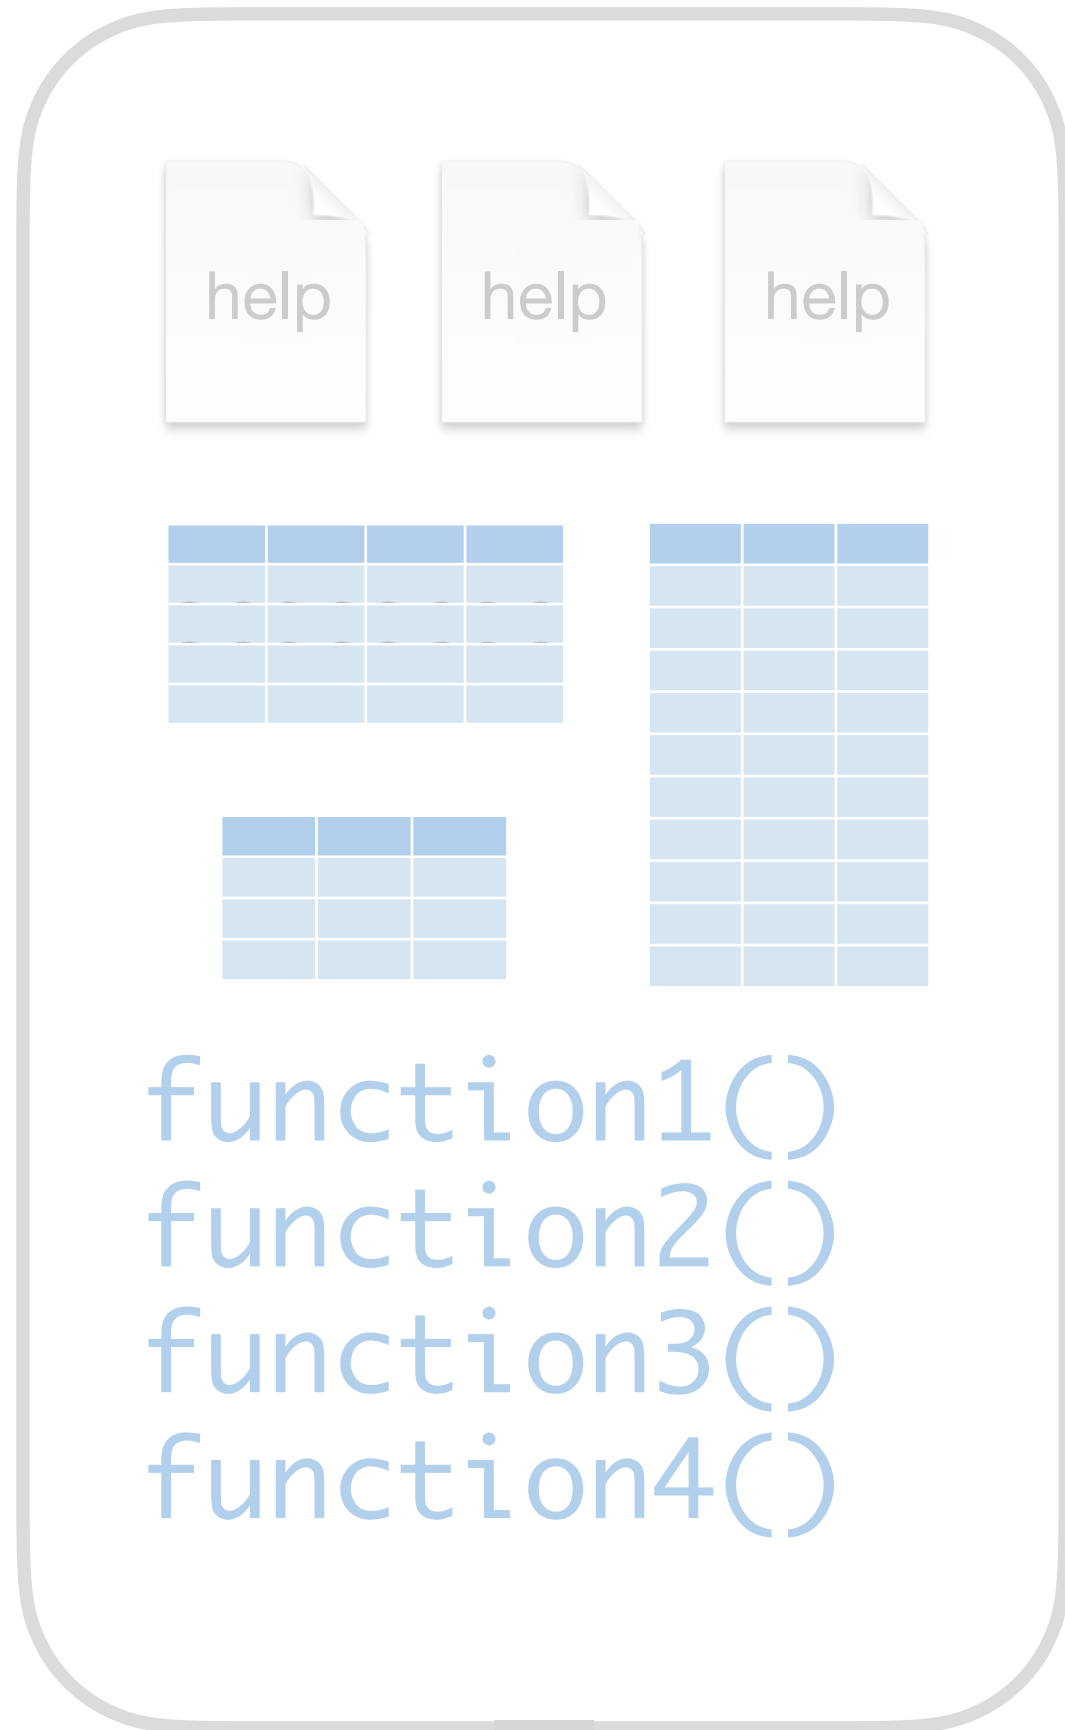 help help help
function1()
function2()
function3()
function4()